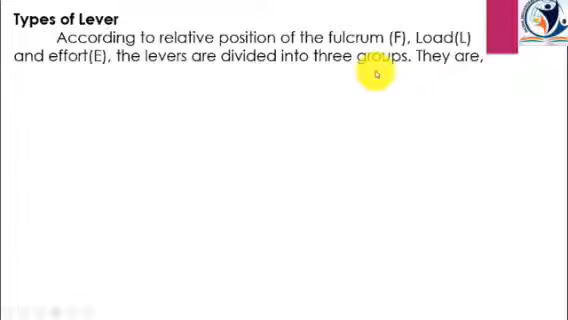 Types of Lever
According to relative position of the fulcrum (F), Load(L)
and effort(E), the levers are divided into three groups. They are,